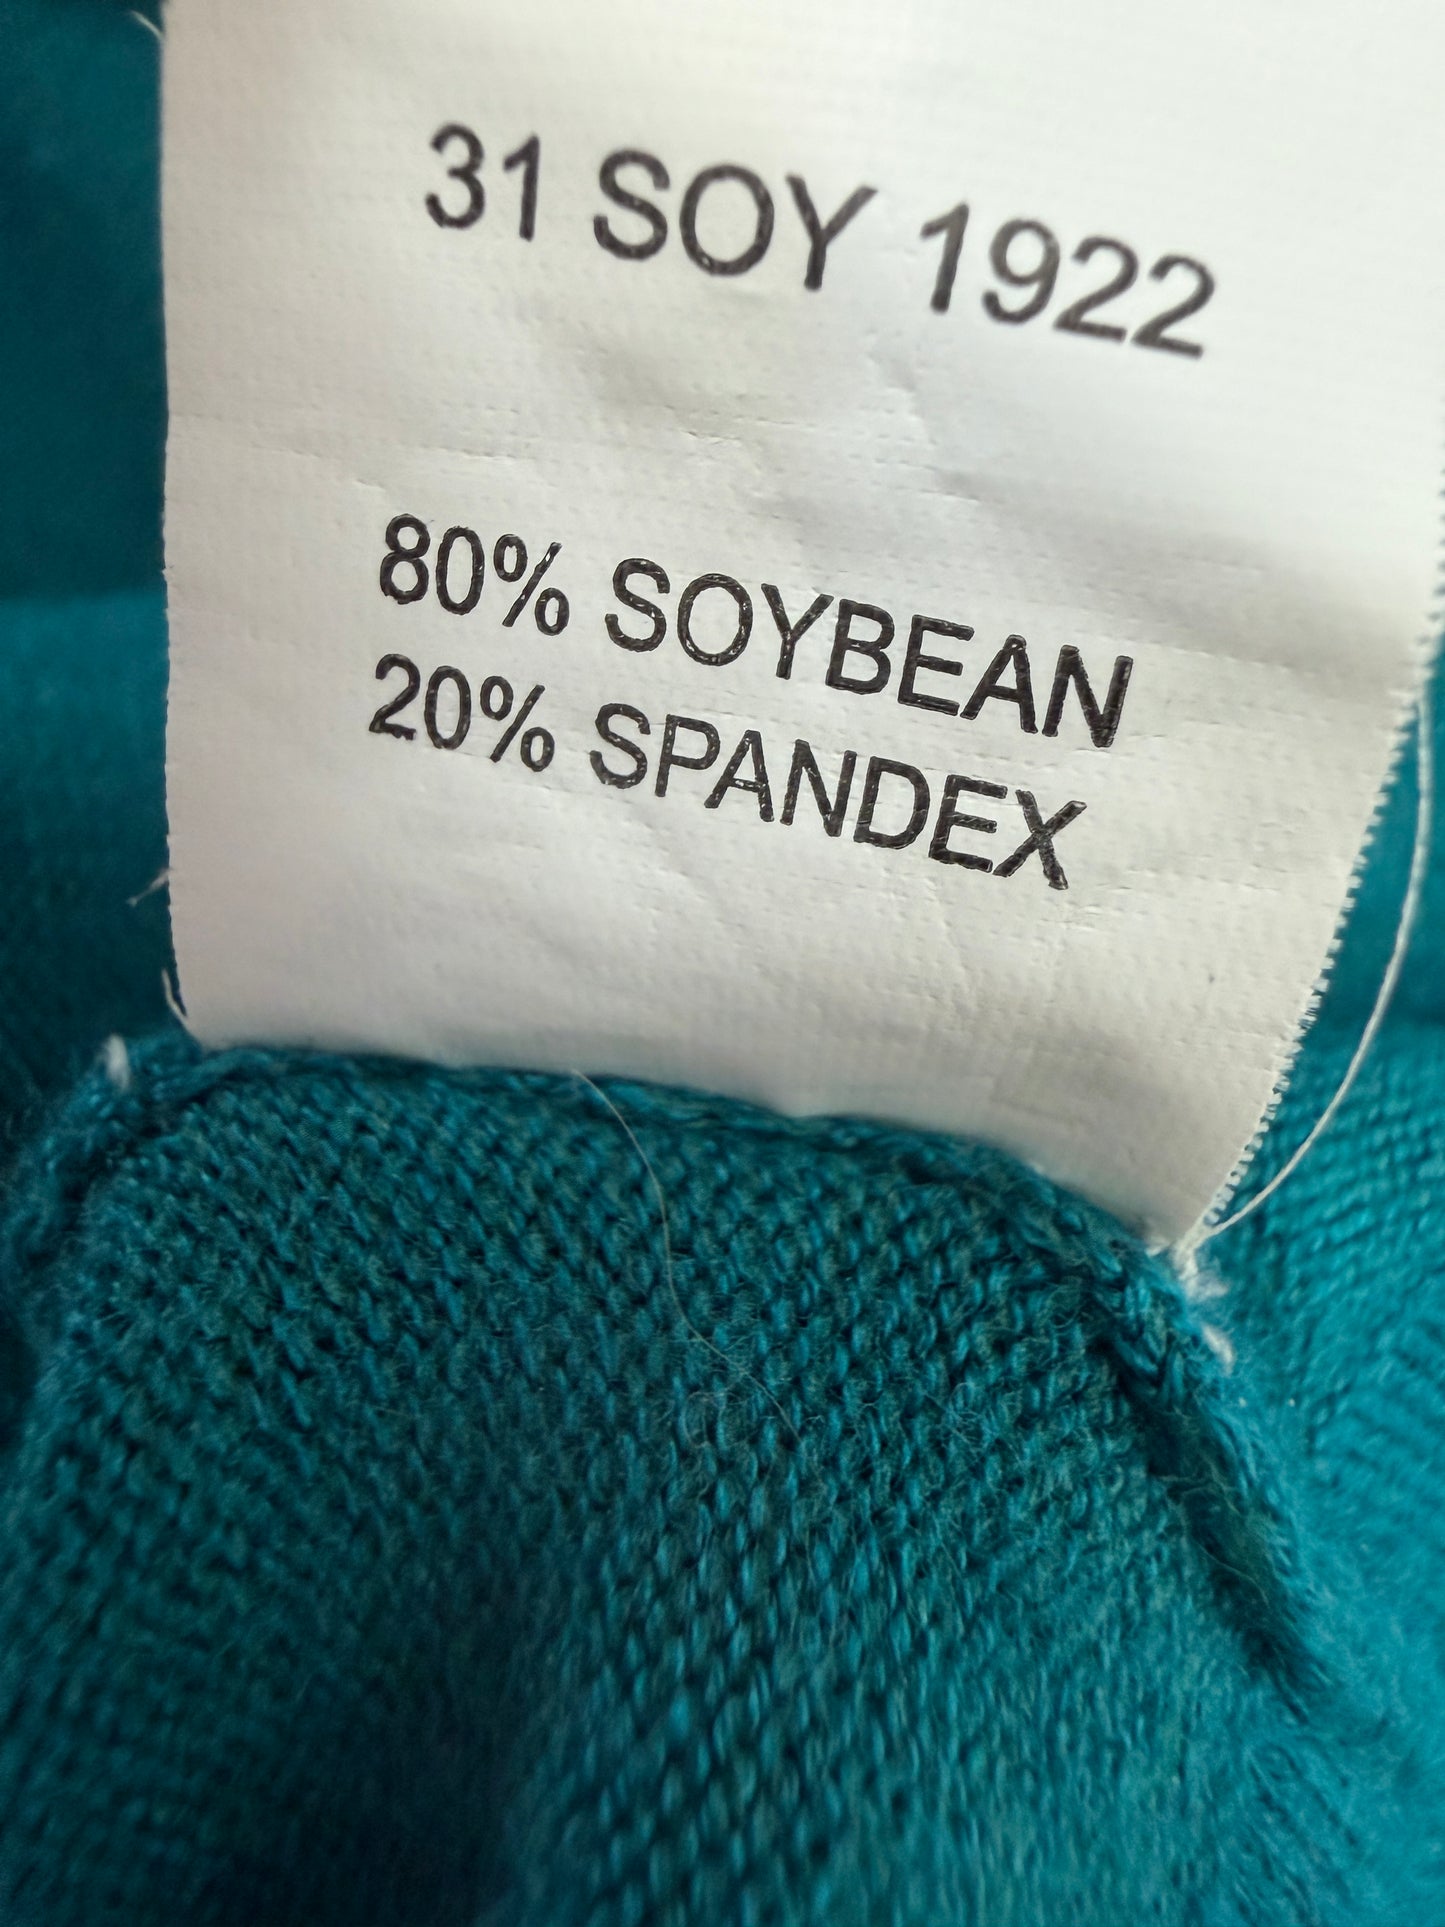 31 SOY 1922
80% SOYBEAN
20% SPANDEX